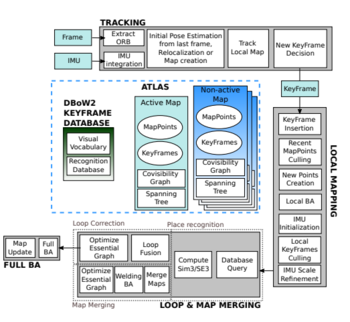 TRACKING
Frame
IMU
Extract
ORB
IMU
integration
Initial Pose Estimation
from last frame,
Relocalization or
Map creation
Track
Local Map
New KeyFrame
Decision
KeyFrame
ATLAS
DBoW2
KEYFRAME
DATABASE
Visual
Vocabulary
Recognition
Database
Active Map
MapPoints
KeyFrames
Covisibility
Graph
Spanning
Tree
Non-active
Map
MapPoints
KeyFrames
Covisibility
Graph
Spanning
Tree
LOCAL MAPPING
KeyFrame
Insertion
Recent
MapPoints
Culling
New Points
Creation
Local BA
IMU
Initialization
Local
KeyFrames
Culling
IMU Scale
Refinement
Loop Correction
Place recognition
Map
Update
Full
BA
FULL BA
Optimize
Essential
Graph
Loop
Fusion
Optimize
Essential
Graph
Welding
BA
Merge
Maps
Compute
Sim3/SE3
Database
Query
Map Merging
LOOP & MAP MERGING